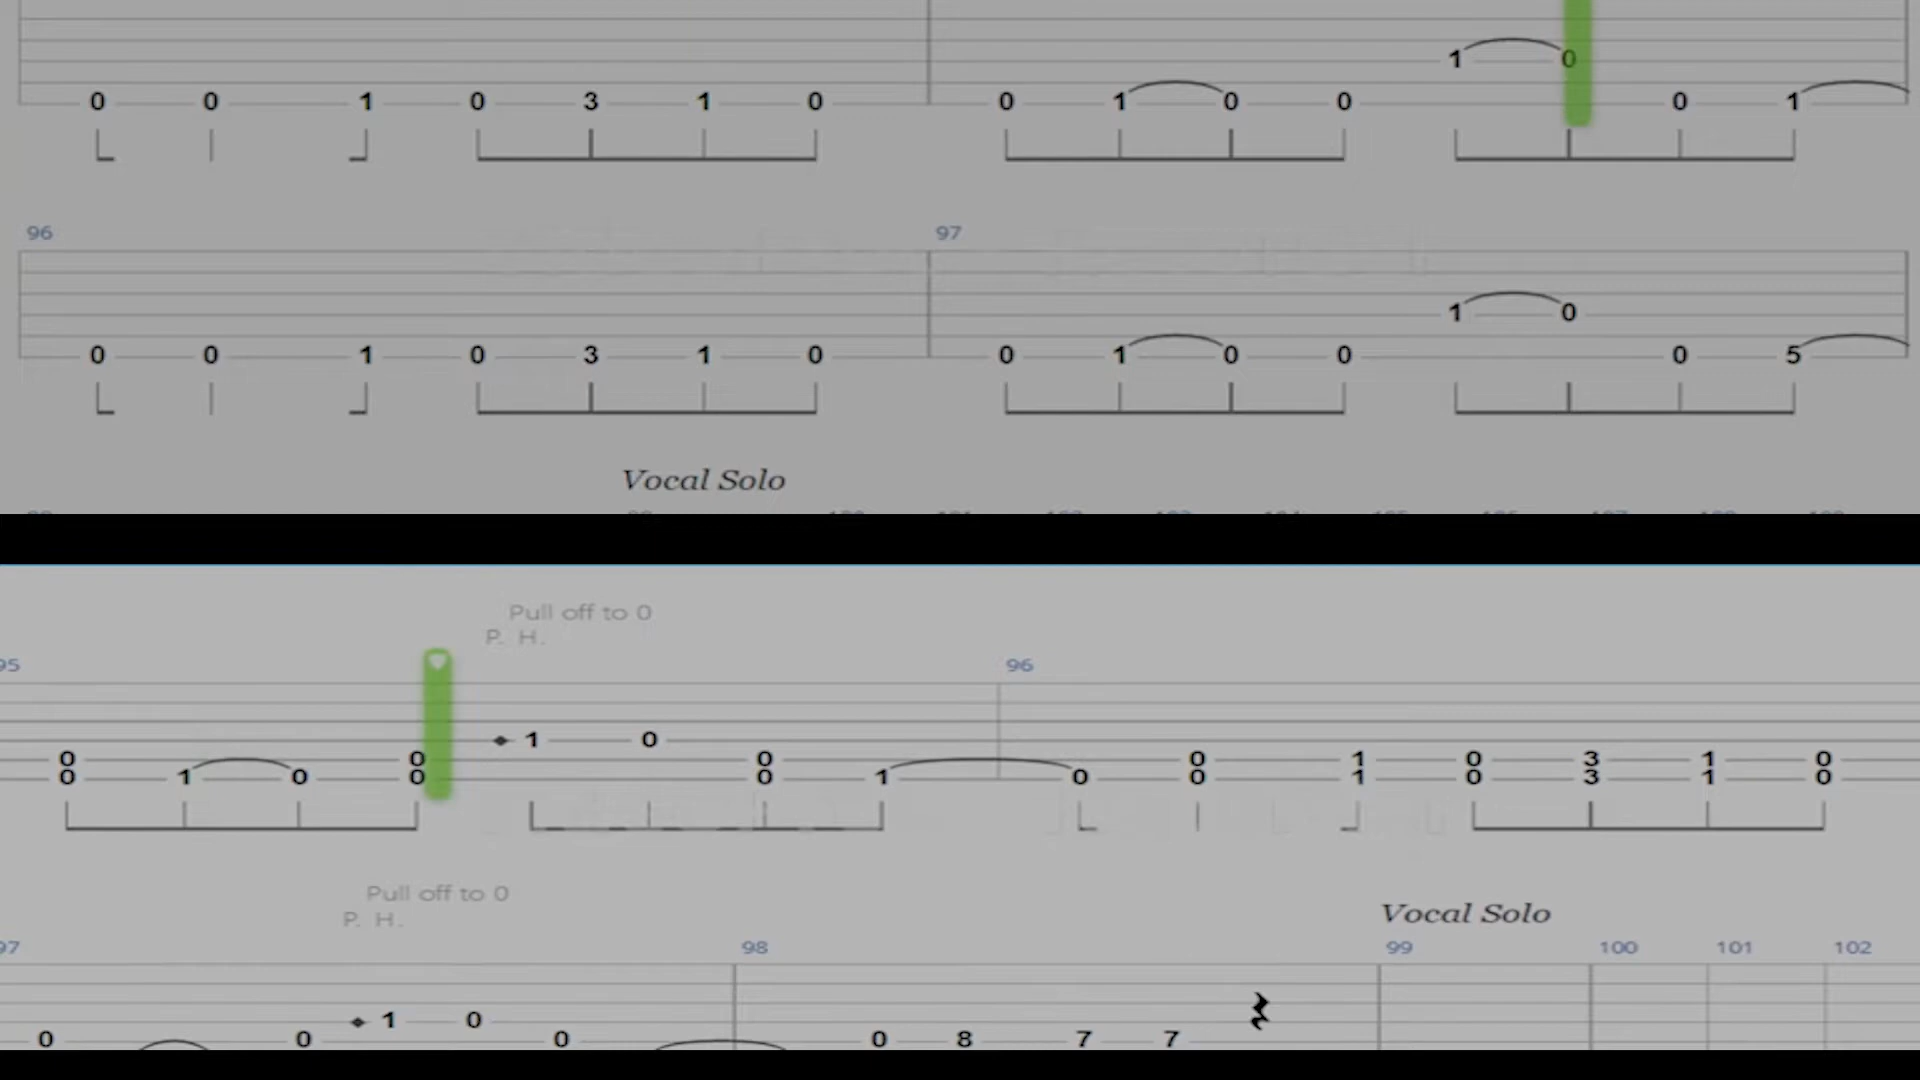 1 0
0 0 1 0 3 1 0 0 1 0 0 0 1
96 97
1 0
0 0 1 0 3 1 0 0 1 0 0 0 5
Vocal Solo
Pull off to 0
P. H.
95 96
1 0
0 0 0 0 1 0 3 1 0
0 1 0 0 0 1 0 0 1 0 3 1 0
Pull off to 0
P. H.
Vocal Solo
97 98 99 100 101 102
1 0
0 0 0 0 8 7 7